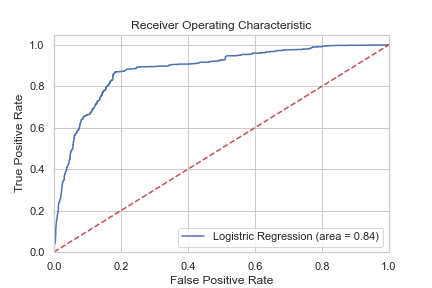 Receiver Operating Characteristic
1.0
0.8
0.6
0.4
0.2
0.0
True Positive Rate
Logistric Regression (area = 0.84)
0.0 0.2 0.4 0.6 0.8 1.0
False Positive Rate